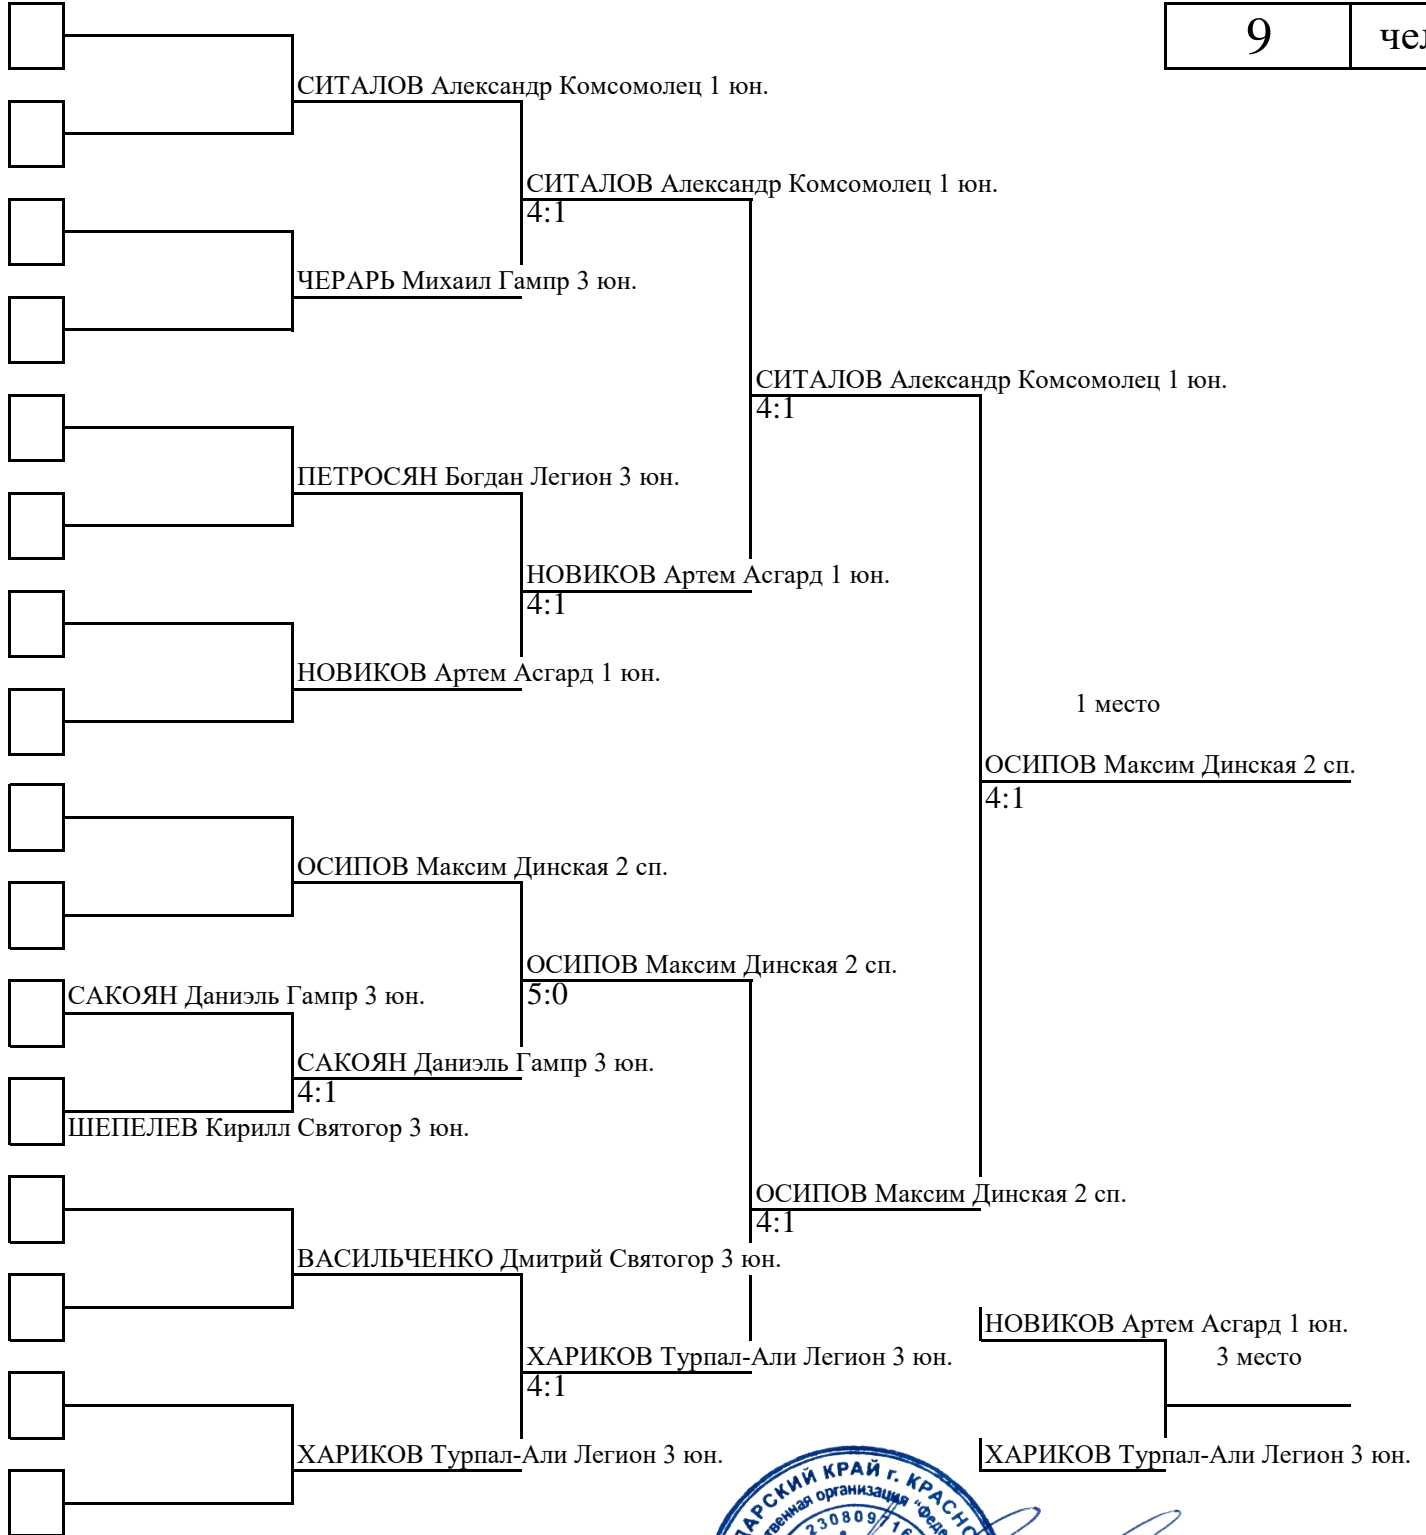 9
СИТАЛОВ Александр Комсомолец 1 юн.
СИТАЛОВ Александр Комсомолец 1 юн.
4:1
ЧЕРАРЬ Михаил Гампр 3 юн.
СИТАЛОВ Александр Комсомолец 1 юн.
4:1
ПЕТРОСЯН Богдан Легион 3 юн.
НОВИКОВ Артем Асгард 1 юн.
4:1
НОВИКОВ Артем Асгард 1 юн.
1 место
ОСИПОВ Максим Динская 2 сп.
4:1
ОСИПОВ Максим Динская 2 сп.
ОСИПОВ Максим Динская 2 сп.
5:0
САКОЯН Даниэль Гампр 3 юн.
САКОЯН Даниэль Гампр 3 юн.
4:1
ШЕПЕЛЕВ Кирилл Святогор 3 юн.
ОСИПОВ Максим Динская 2 сп.
4:1
ВАСИЛЬЧЕНКО Дмитрий Святогор 3 юн.
НОВИКОВ Артем Асгард 1 юн.
ХАРИКОВ Турпал-Али Легион 3 юн.
3 место
4:1
ХАРИКОВ Турпал-Али Легион 3 юн.
ХАРИКОВ Турпал-Али Легион 3 юн.
КРАЙ г.
организация